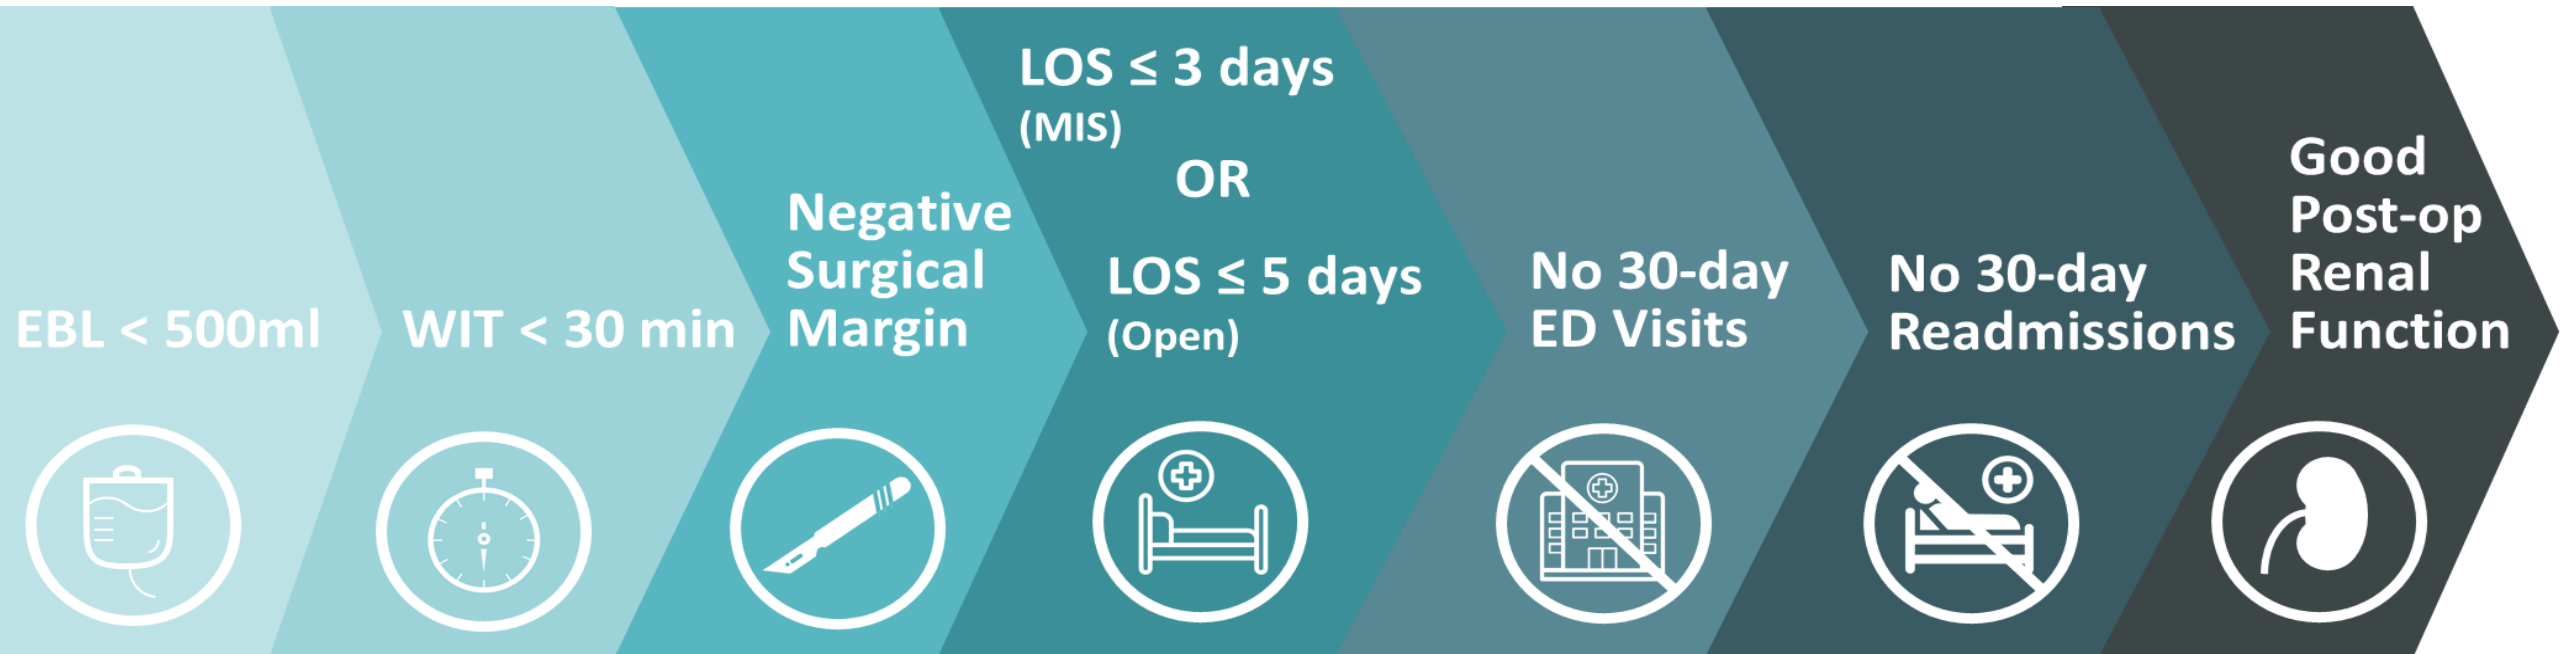 EBL < 500ml
WIT < 30 min
Negative
Surgical
Margin
LOS ≤ 3 days
(MIS)
OR
LOS ≤ 5 days
(Open)
No 30-day
ED Visits
No 30-day
Readmissions
Good
Post-op
Renal
Function